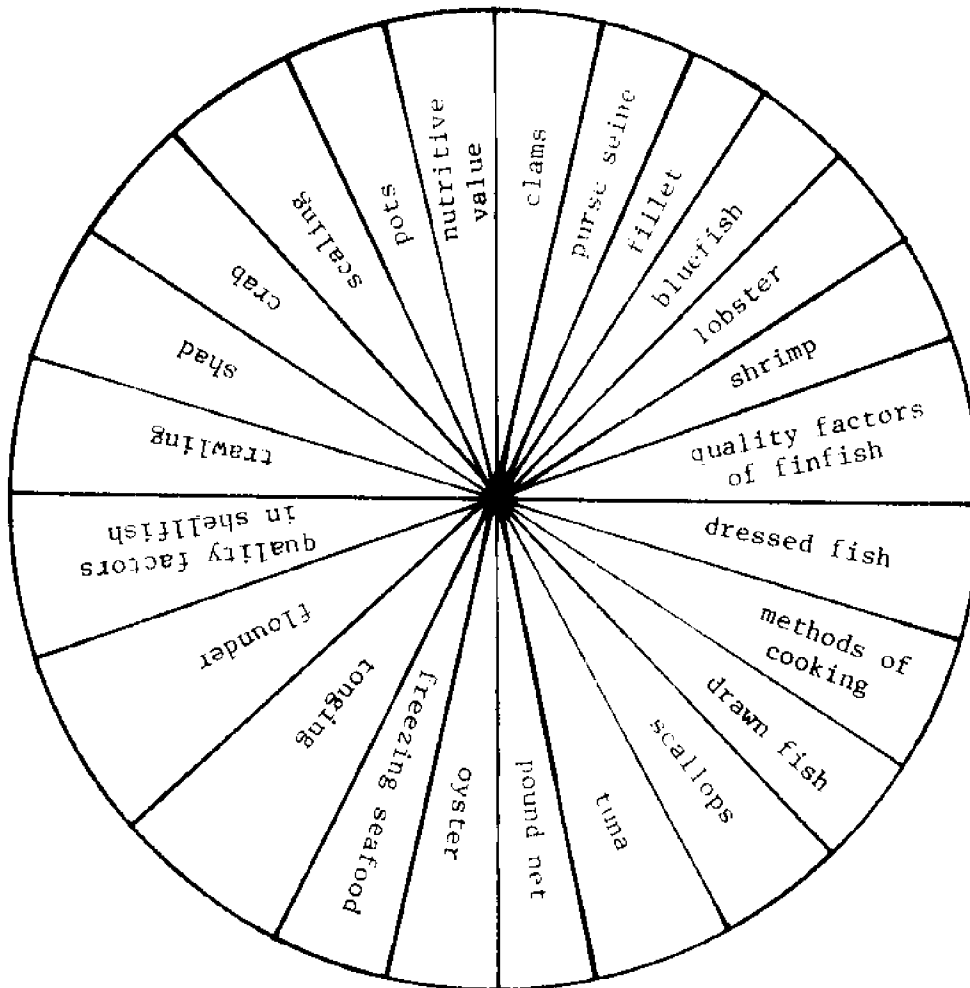 clams
purse seine
fillet
bluefish
lobster
shrimp
quality factors
of finfish
dressed fish
methods of
cooking
drawn fish
scallops
tuna
pound net
oyster
freezing seafood
tonging
flounder
quality factors
in shellfish
trawling
shad
crab
scaling
pots
nutritive
value